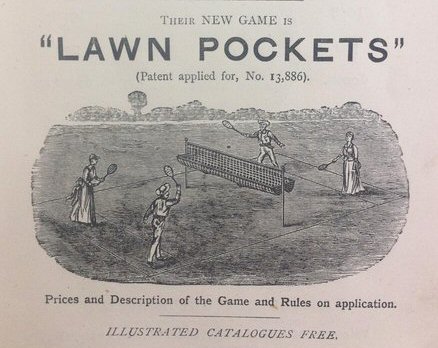 THEIR NEW GAME IS
"LAWN POCKETS"
(Patent applied for, No. 13,886).
Prices and Description of the Game and Rules on application.
ILLUSTRATED CATALOGUES FREE.